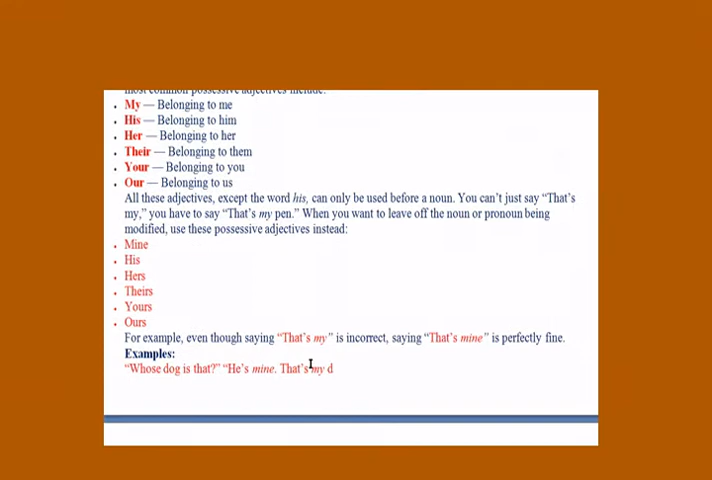 most common possessive adjectives include:
. My — Belonging to me
. His — Belonging to him
. Her — Belonging to her
. Their — Belonging to them
. Your — Belonging to you
. Our — Belonging to us
All these adjectives, except the word his, can only be used before a noun. You can’t just say “That’s
my,” you have to say “That’s my pen.” When you want to leave off the noun or pronoun being
modified, use these possessive adjectives instead:
. Mine
. His
. Hers
. Theirs
. Yours
. Ours
For example, even though saying “That’s my” is incorrect, saying “That’s mine” is perfectly fine.
Examples:
“Whose dog is that?” “He’s mine. That’s my d